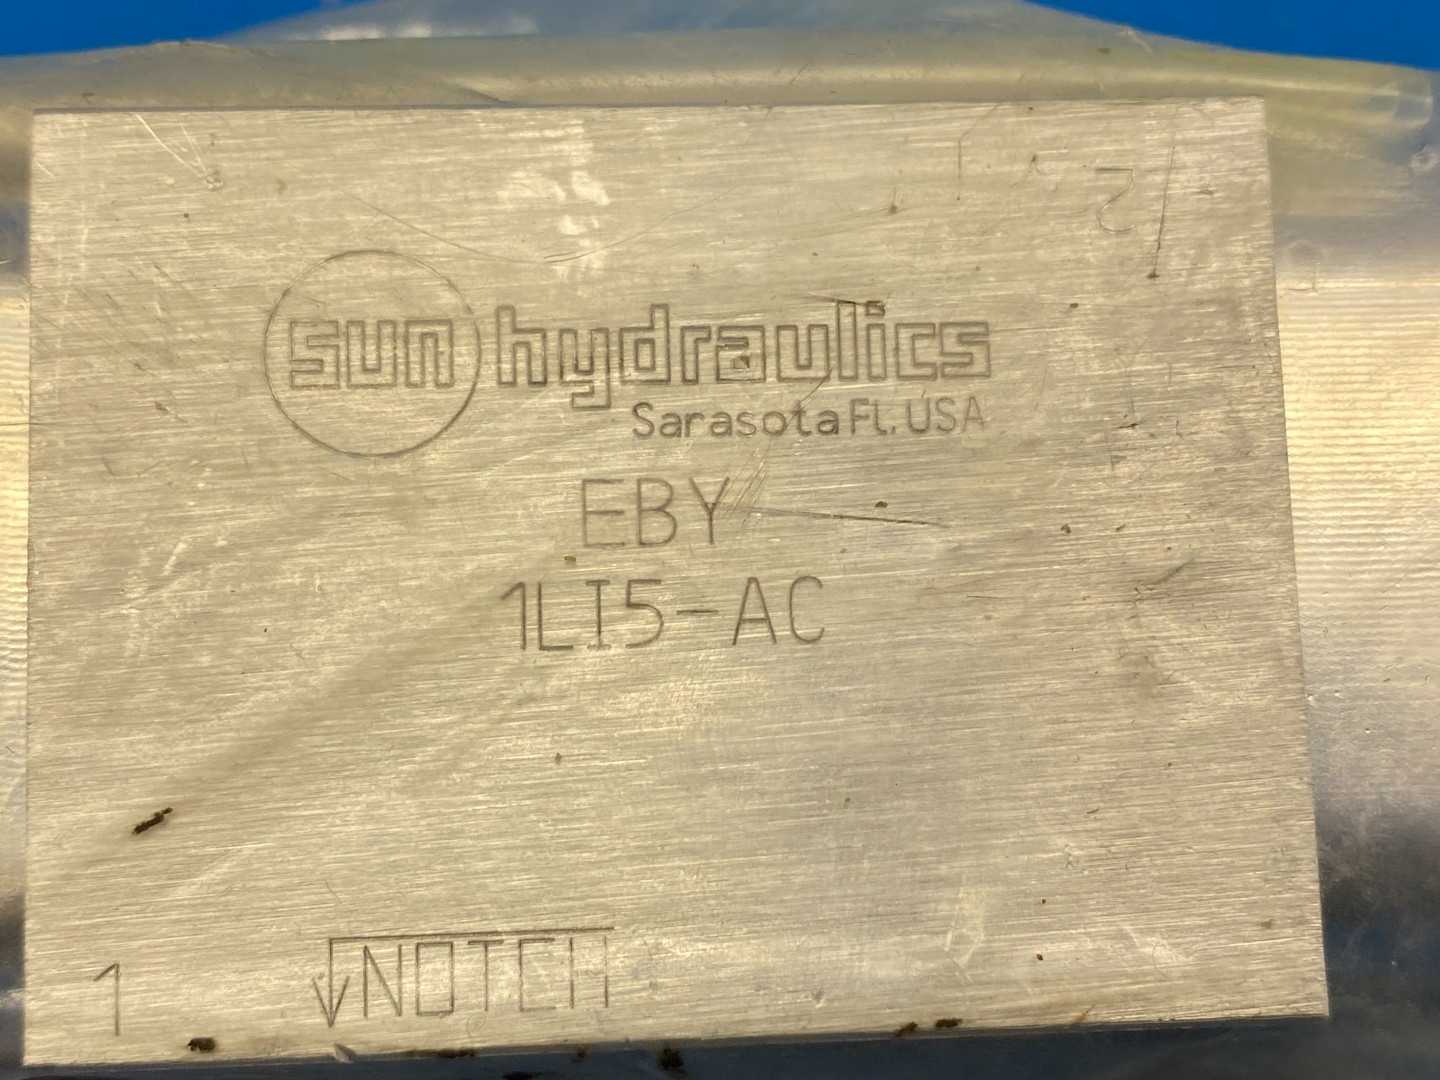 2
sun hydraulics
Sarasota FL. USA
EBY
1LI5-AC
NOTCH
1